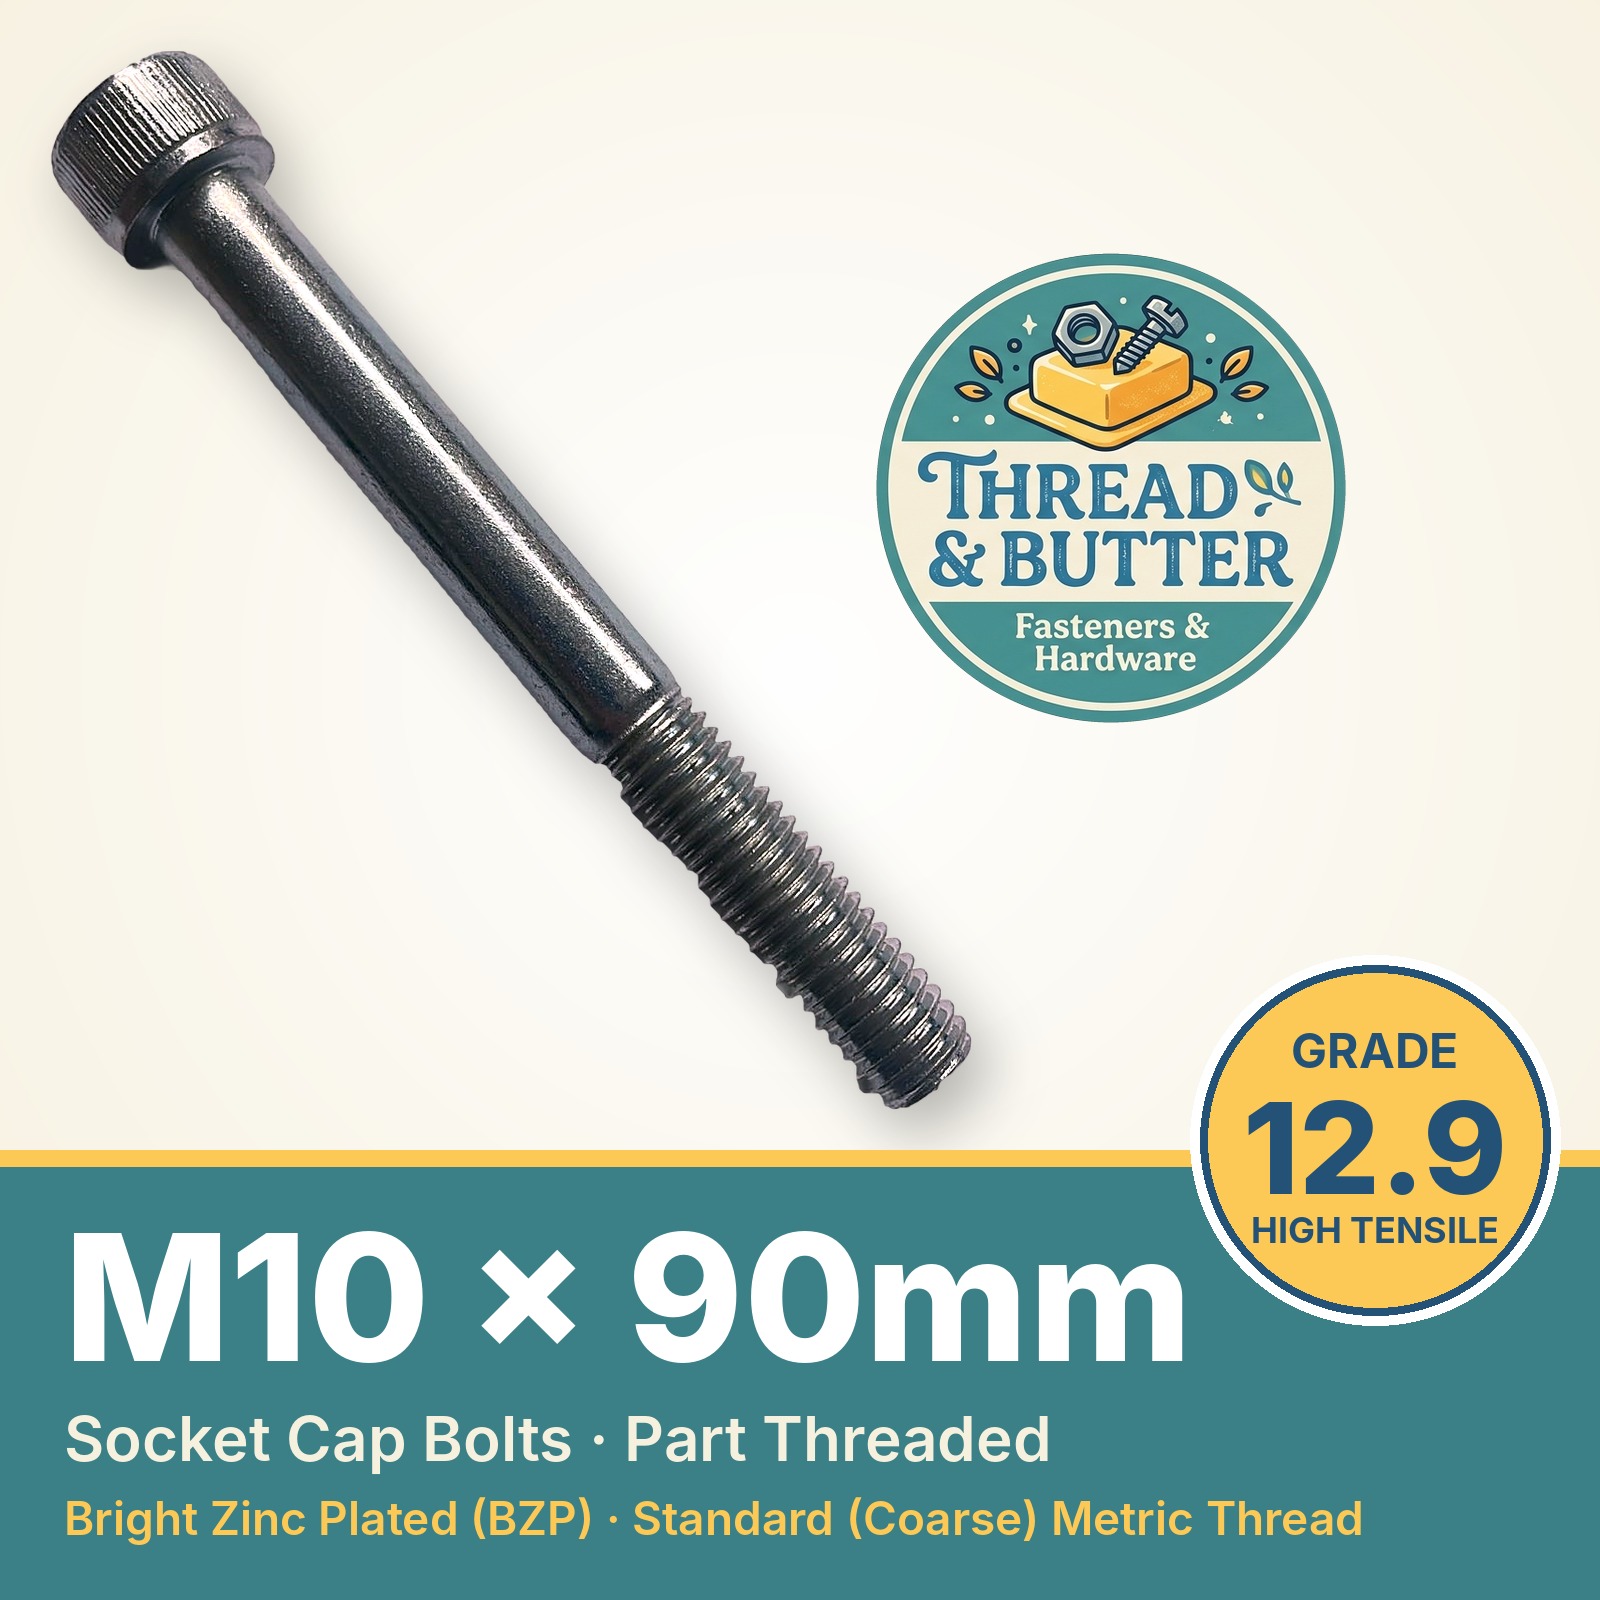 THREAD
& BUTTER
Fasteners &
Hardware
GRADE
12.9
HIGH TENSILE
M10 × 90mm
Socket Cap Bolts · Part Threaded
Bright Zinc Plated (BZP) · Standard (Coarse) Metric Thread